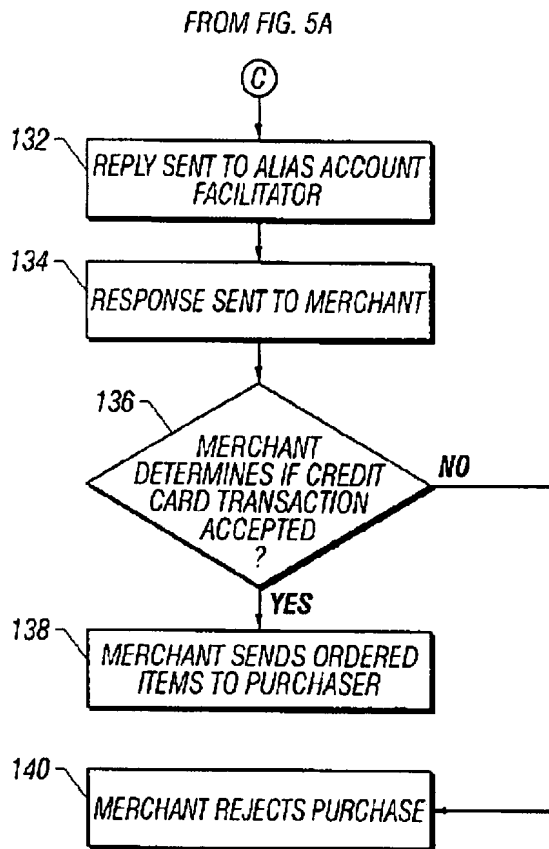 FROM FIG. 5A
C
132
REPLY SENT TO ALIAS ACCOUNT
FACILITATOR
134
RESPONSE SENT TO MERCHANT
136
MERCHANT
DETERMINES IF CREDIT
CARD TRANSACTION
ACCEPTED
?
NO
YES
138
MERCHANT SENDS ORDERED
ITEMS TO PURCHASER
140
MERCHANT REJECTS PURCHASE